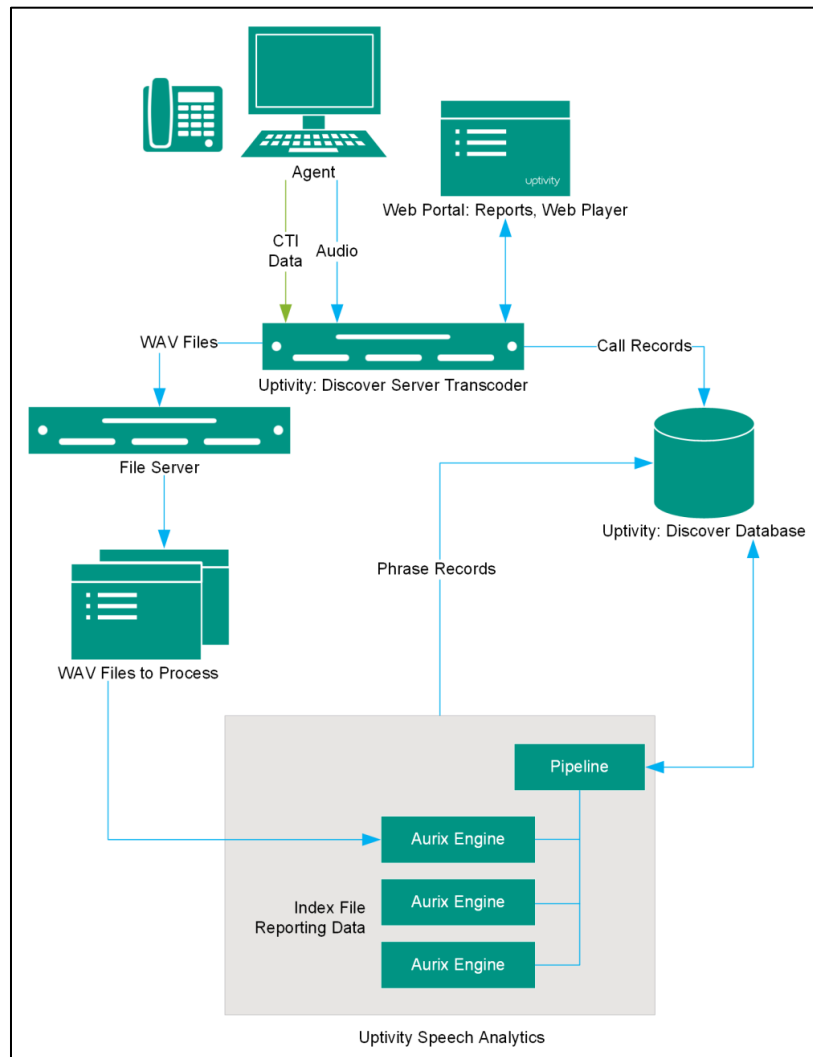 uptivity
Agent
Web Portal: Reports, Web Player
CTI
Data
Audio
WAV Files
Call Records
Uptivity: Discover Server Transcoder
File Server
Uptivity: Discover Database
Phrase Records
WAV Files to Process
Pipeline
Aurix Engine
Index File
Reporting Data
Aurix Engine
Aurix Engine
Uptivity Speech Analytics